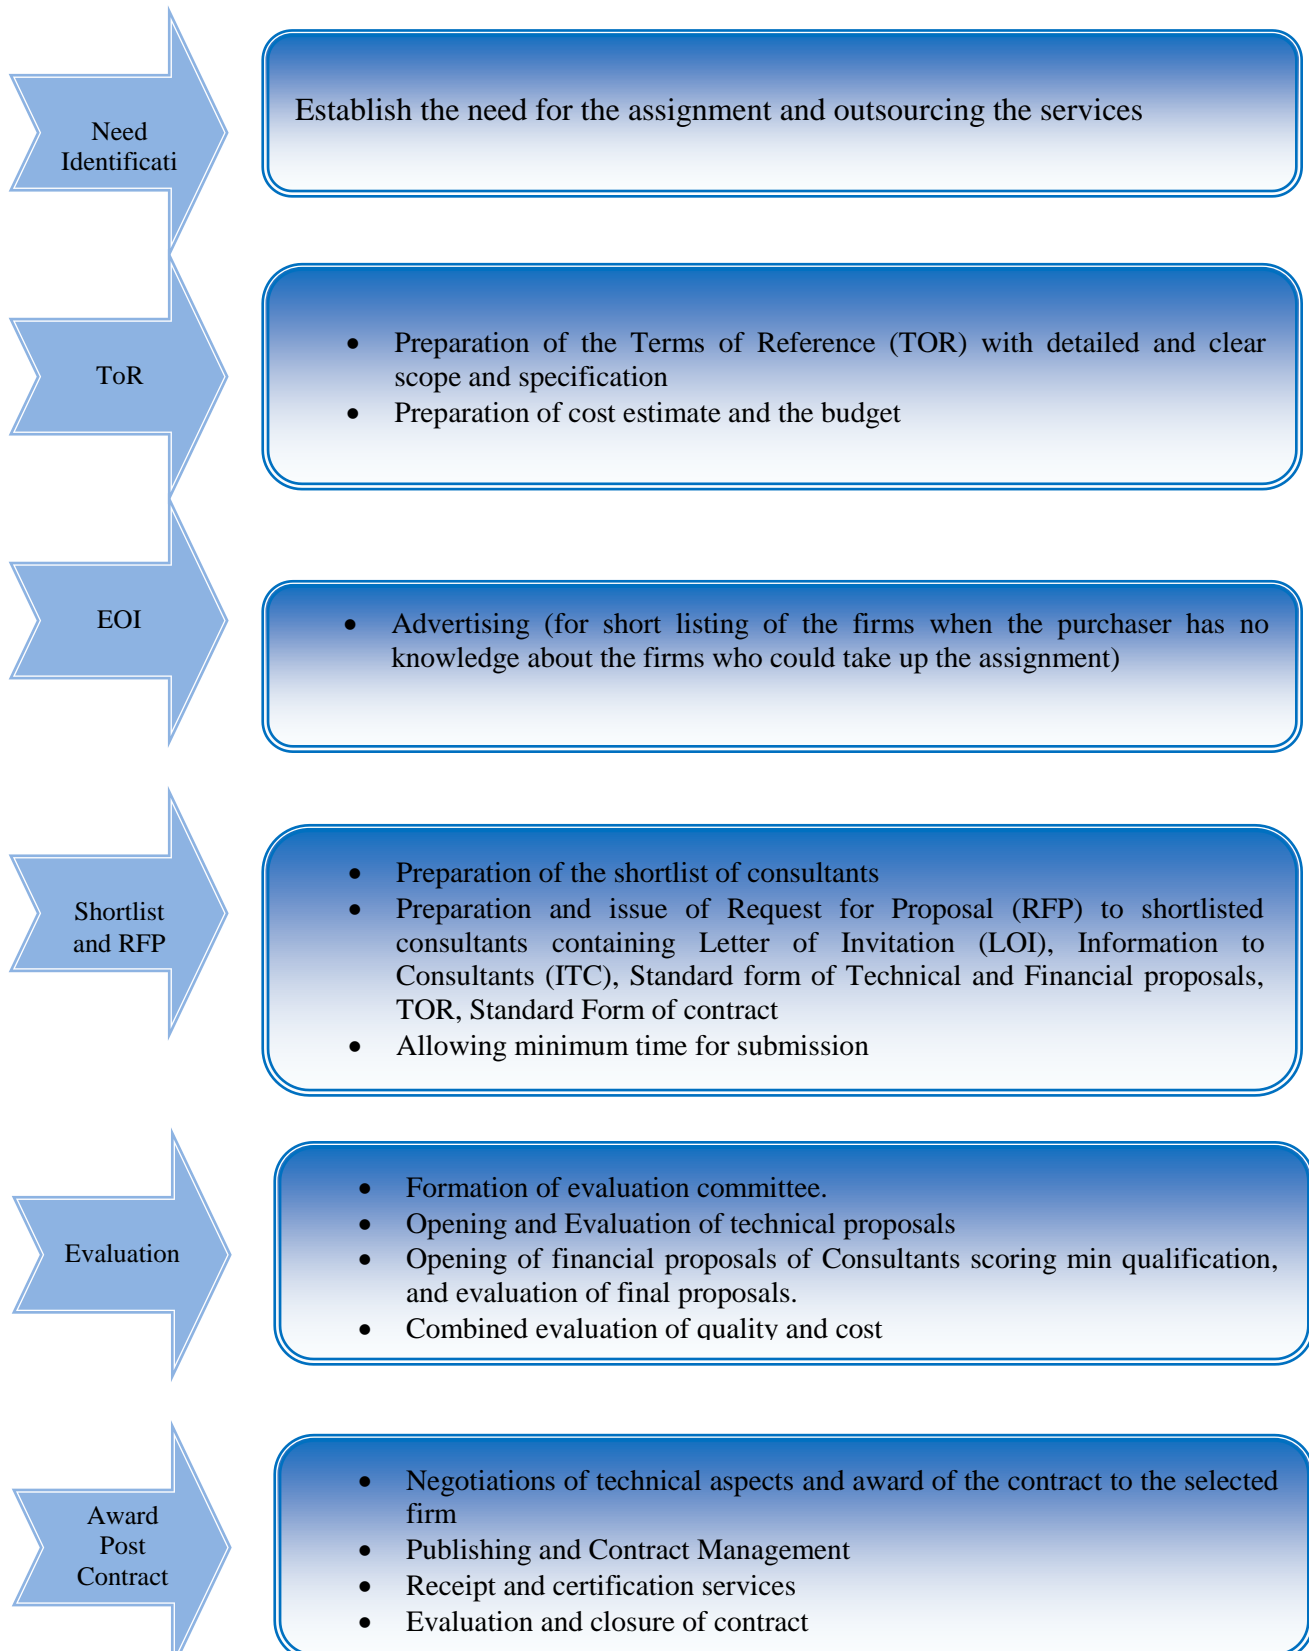 Need
Identificati
Establish the need for the assignment and outsourcing the services
ToR
• Preparation of the Terms of Reference (TOR) with detailed and clear
scope and specification
• Preparation of cost estimate and the budget
EOI
• Advertising (for short listing of the firms when the purchaser has no
knowledge about the firms who could take up the assignment)
Shortlist
and RFP
• Preparation of the shortlist of consultants
• Preparation and issue of Request for Proposal (RFP) to shortlisted
consultants containing Letter of Invitation (LOI), Information to
Consultants (ITC), Standard form of Technical and Financial proposals,
TOR, Standard Form of contract
• Allowing minimum time for submission
Evaluation
• Formation of evaluation committee.
• Opening and Evaluation of technical proposals
• Opening of financial proposals of Consultants scoring min qualification,
and evaluation of final proposals.
• Combined evaluation of quality and cost
Award
Post
Contract
• Negotiations of technical aspects and award of the contract to the selected
firm
• Publishing and Contract Management
• Receipt and certification services
• Evaluation and closure of contract